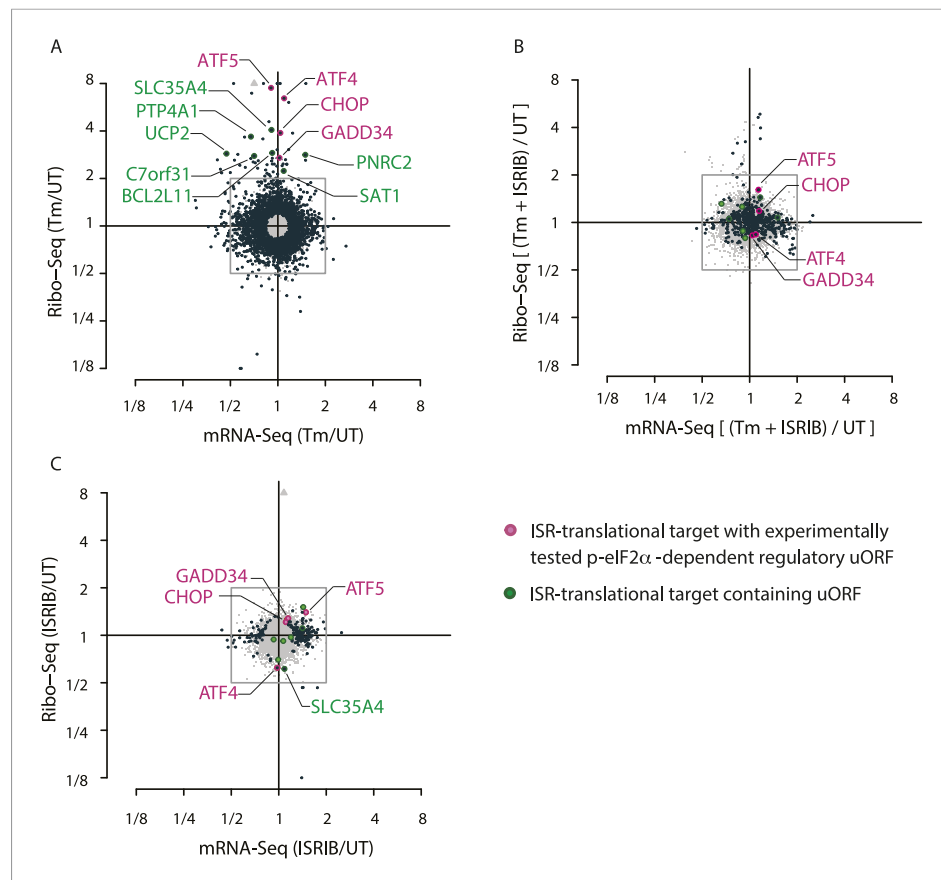 A
ATF5
ATF4
SLC35A4
CHOP
PTP4A1
GADD34
UCP2
PNRC2
C7orf31
BCL2L11
SAT1
Ribo−Seq (Tm/UT)
8
4
2
1
1/2
1/4
1/8
1/8
1/4
1/2
1
2
4
8
mRNA-Seq (Tm/UT)
B
ATF5
CHOP
ATF4
GADD34
Ribo−Seq [ (Tm + ISRIB) / UT ]
8
4
2
1
1/2
1/4
1/8
1/8
1/4
1/2
1
2
4
8
mRNA-Seq [ (Tm + ISRIB) / UT ]
C
GADD34
CHOP
ATF5
ATF4
SLC35A4
Ribo−Seq (ISRIB/UT)
8
4
2
1
1/2
1/4
1/8
1/8
1/4
1/2
1
2
4
8
mRNA-Seq (ISRIB/UT)
ISR-translational target with experimentally
tested p-eIF2α -dependent regulatory uORF
ISR-translational target containing uORF